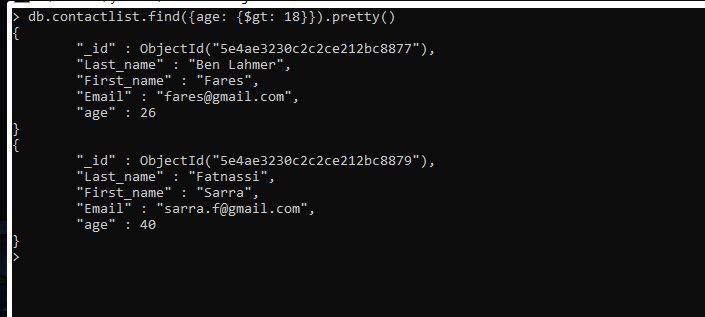 > db.contactlist.find({age: {$gt: 18}}).pretty()
{
        "_id" : ObjectId("5e4ae3230c2c2ce212bc8877"),
        "Last_name" : "Ben Lahmer",
        "First_name" : "Fares",
        "Email" : "fares@gmail.com",
        "age" : 26
}
{
        "_id" : ObjectId("5e4ae3230c2c2ce212bc8879"),
        "Last_name" : "Fatnassi",
        "First_name" : "Sarra",
        "Email" : "sarra.f@gmail.com",
        "age" : 40
}
>